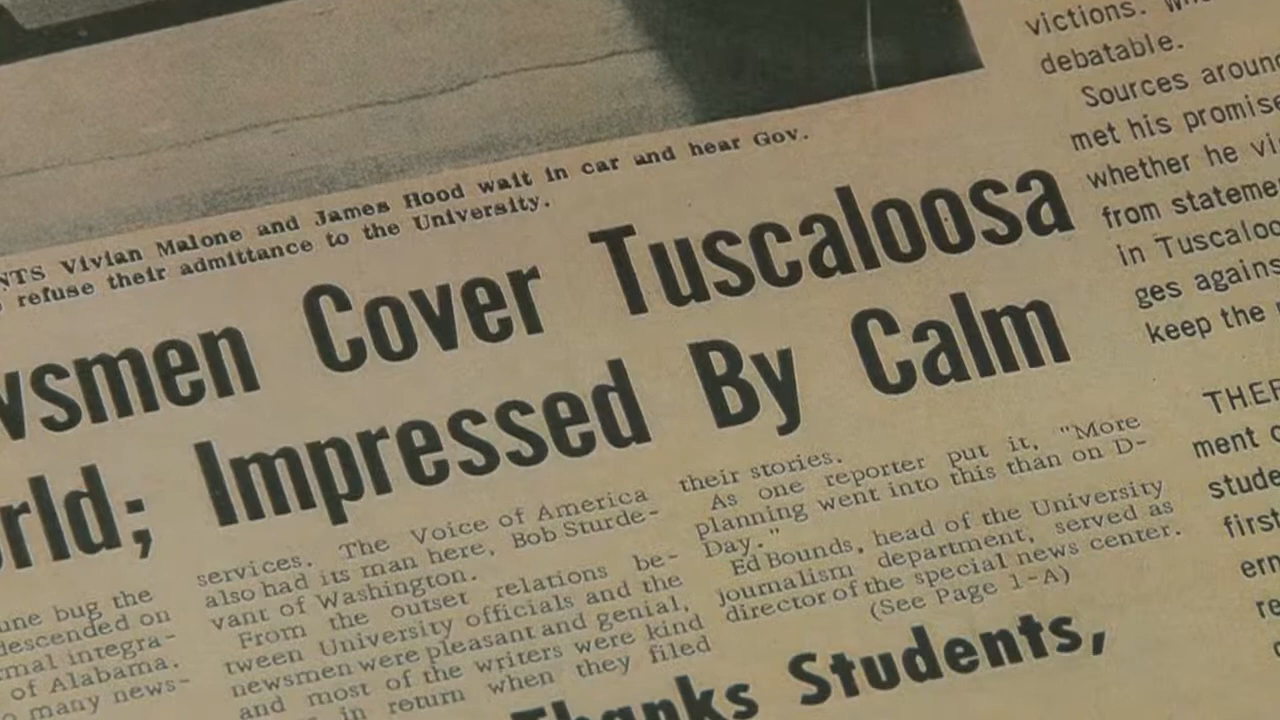 NTS Vivian Malone and James Hood wait in car and hear Gov.
refuse their admittance to the University.
wsmen Cover Tuscaloosa
rld; Impressed By Calm
une bug the
descended on
rmal integra-
of Alabama.
many news-
services. The Voice of America
also had its man here, Bob Sturde-
vant of Washington.
From the outset relations be-
tween University officials and the
newsmen were pleasant and genial,
and most of the writers were kind
in return when they filed
their stories.
As one reporter put it, "More
planning went into this than on D-
Day."
Ed Bounds, head of the University
journalism department, served as
director of the special news center.
(See Page 1-A)
Thanks Students,
victions.
debatable.
Sources aroun
met his promise
whether he vi
from stateme
in Tuscaloo
ges agains
keep the
THER
ment
stude
first
ern
re